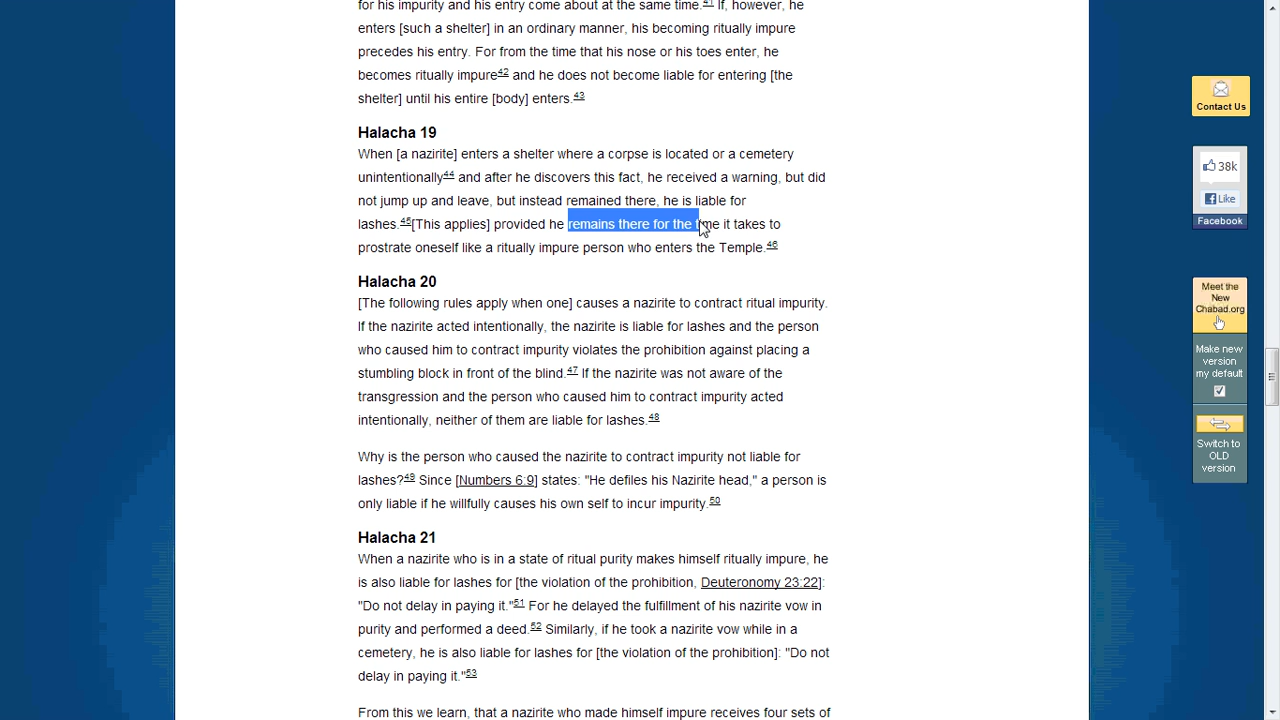 for his impurity and his entry come about at the same time.41 If, however, he
enters [such a shelter] in an ordinary manner, his becoming ritually impure
precedes his entry. For from the time that his nose or his toes enter, he
becomes ritually impure42 and he does not become liable for entering [the
shelter] until his entire [body] enters.43
Halacha 19
When [a nazirite] enters a shelter where a corpse is located or a cemetery
unintentionally44 and after he discovers this fact, he received a warning, but did
not jump up and leave, but instead remained there, he is liable for
lashes.45[This applies] provided he remains there for the time it takes to
prostrate oneself like a ritually impure person who enters the Temple.46
Halacha 20
[The following rules apply when one] causes a nazirite to contract ritual impurity.
If the nazirite acted intentionally, the nazirite is liable for lashes and the person
who caused him to contract impurity violates the prohibition against placing a
stumbling block in front of the blind.47 If the nazirite was not aware of the
transgression and the person who caused him to contract impurity acted
intentionally, neither of them are liable for lashes.48
Why is the person who caused the nazirite to contract impurity not liable for
lashes?49 Since [Numbers 6:9] states: "He defiles his Nazirite head," a person is
only liable if he willfully causes his own self to incur impurity.50
Halacha 21
When a nazirite who is in a state of ritual purity makes himself ritually impure, he
is also liable for lashes for [the violation of the prohibition, Deuteronomy 23:22]:
"Do not delay in paying it."51 For he delayed the fulfillment of his nazirite vow in
purity and performed a deed.52 Similarly, if he took a nazirite vow while in a
cemetery, he is also liable for lashes for [the violation of the prohibition]: "Do not
delay in paying it."53
From this we learn, that a nazirite who made himself impure receives four sets of
Contact Us
38k
Like
Facebook
Meet the
New
Chabad.org
Make new
version
my default
Switch to
OLD
version